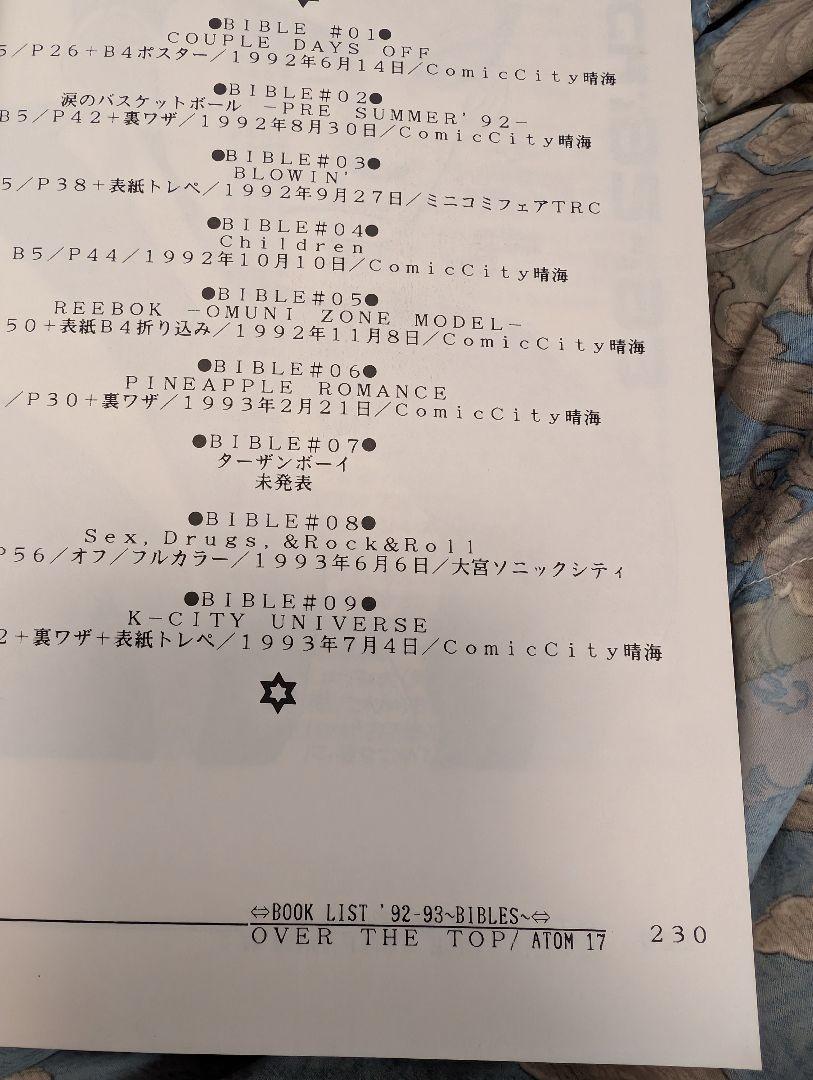 ●BIBLE #01●
COUPLE DAYS OFF
5/P26+B4ポスター/1992年6月14日/ComicCity晴海
●BIBLE#02●
涙のバスケットボール -PRE SUMMER'92-
B5/P42+裏ワザ/1992年8月30日/ComicCity晴海
●BIBLE#03●
BLOWIN'
5/P38+表紙トレペ/1992年9月27日/ミニコミフェアTRC
●BIBLE#04●
Children
B5/P44/1992年10月10日/ComicCity晴海
●BIBLE#05●
REEBOK -OMUNI ZONE MODEL-
50+表紙B4折り込み/1992年11月8日/ComicCity晴海
●BIBLE#06●
PINEAPPLE ROMANCE
/P30+裏ワザ/1993年2月21日/ComicCity晴海
●BIBLE#07●
ターザンボーイ
未発表
●BIBLE#08●
Sex,Drugs,&Rock&Roll
P56/オフ/フルカラー/1993年6月6日/大宮ソニックシティ
●BIBLE#09●
K-CITY UNIVERSE
2+裏ワザ+表紙トレペ/1993年7月4日/ComicCity晴海
⇔BOOK LIST '92-93~BIBLES~⇔
OVER THE TOP/ ATOM 17 230